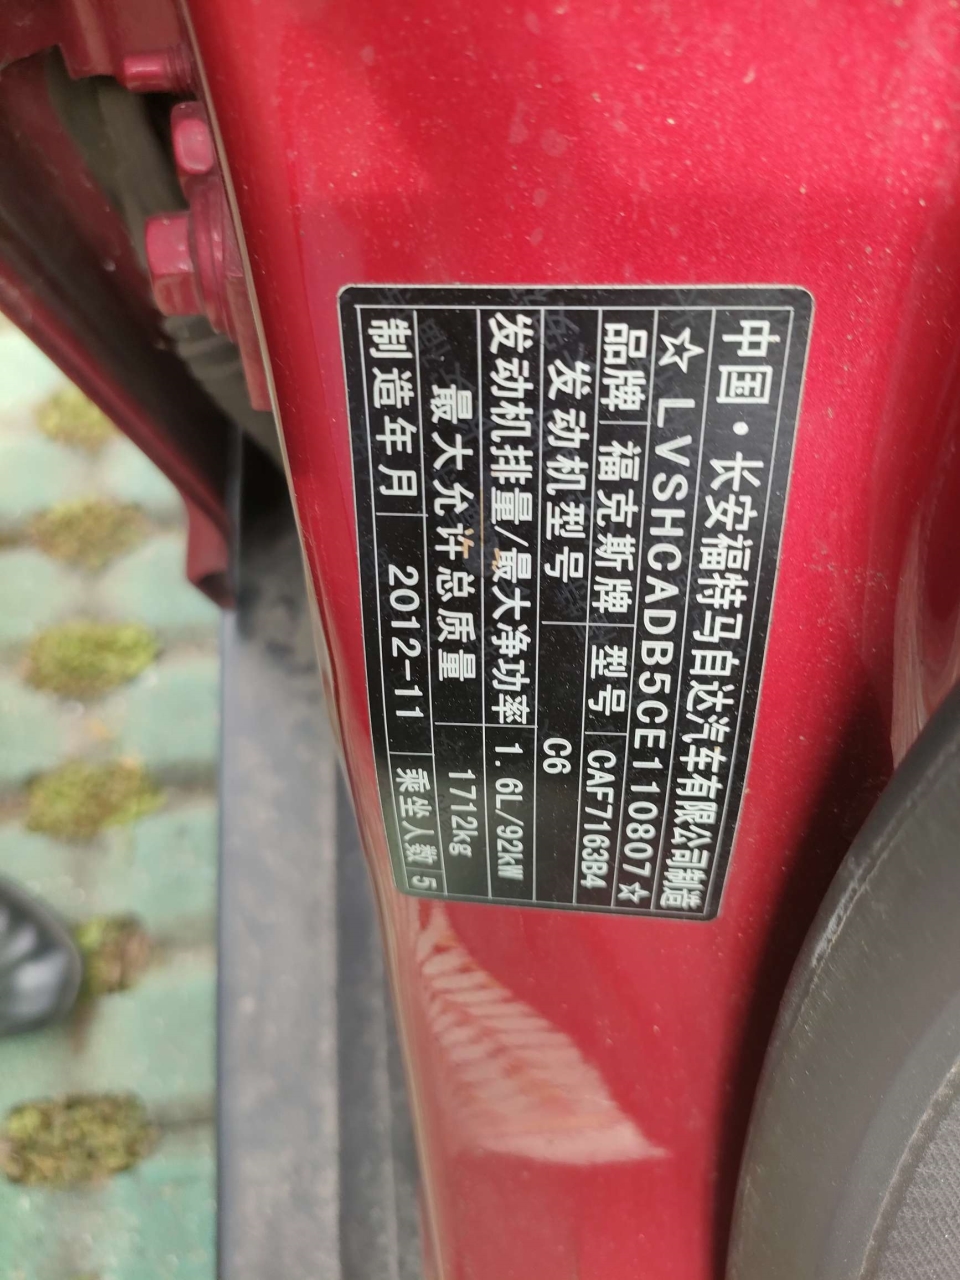 中国·长安福特马自达汽车有限公司制造
☆LVSHCADB5CE110807☆
品牌 福克斯牌 型号 CAF7163B4
发动机型号 C6
发动机排量/最大净功率 1.6L/92kW
最大允许总质量 1712kg
制造年月 2012-11 乘坐人数 5